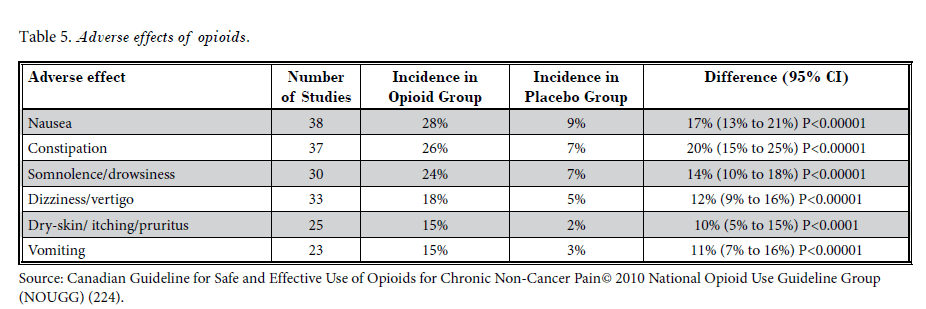 Table 5. Adverse effects of opioids.
Adverse effect Number of Studies Incidence in Opioid Group Incidence in Placebo Group Difference (95% CI)
Nausea 38 28% 9% 17% (13% to 21%) P<0.00001
Constipation 37 26% 7% 20% (15% to 25%) P<0.00001
Somnolence/drowsiness 30 24% 7% 14% (10% to 18%) P<0.00001
Dizziness/vertigo 33 18% 5% 12% (9% to 16%) P<0.00001
Dry-skin/ itching/pruritus 25 15% 2% 10% (5% to 15%) P<0.0001
Vomiting 23 15% 3% 11% (7% to 16%) P<0.00001
Source: Canadian Guideline for Safe and Effective Use of Opioids for Chronic Non-Cancer Pain© 2010 National Opioid Use Guideline Group
(NOUGG) (224).